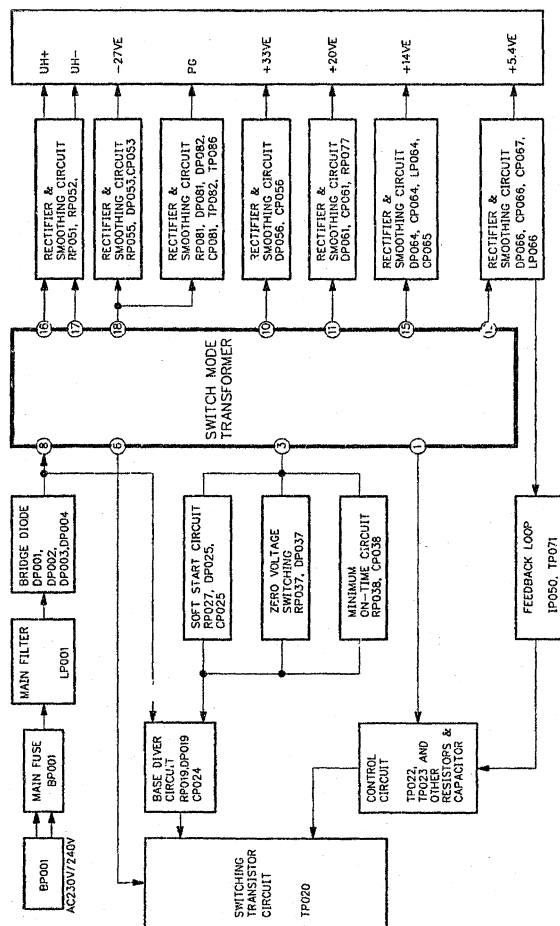 BP001
AC230V/240V
MAIN FUSE
BP001
MAIN FILTER
LP001
BRIDGE DIODE
DP001,
DP002,
DP003,DP004
8
6
3
1
SWITCH MODE
TRANSFORMER
16
17
18
10
11
15
RECTIFIER &
SMOOTHING CIRCUIT
RP051, RP052,
UH+
UH-
RECTIFIER &
SMOOTHING CIRCUIT
RP055, DP053,CP053
-27VE
RECTIFIER &
SMOOTHING CIRCUIT
RP081, DP081, DP082,
CP081, TP082, TP086
PG
RECTIFIER &
SMOOTHING CIRCUIT
DP056, CP056
+33VE
RECTIFIER &
SMOOTHING CIRCUIT
DP061, CP061, RP077
+20VE
RECTIFIER &
SMOOTHING CIRCUIT
DP064, CP064, LP064,
CP065
+14VE
RECTIFIER &
SMOOTHING CIRCUIT
DP066, CP066, CP067,
LP066
+5.4VE
BASE DIVER
CIRCUIT
RP019,DP019
CP024
SOFT START CIRCUIT
RP027, DP025,
CP025
ZERO VOLTAGE
SWITCHING
RP037, DP037
MINIMUM
ON-TIME CIRCUIT
RP038, CP038
SWITCHING
TRANSISTOR
CIRCUIT
TP020
CONTROL
CIRCUIT
TP022,
TP023 AND
OTHER
RESISTORS &
CAPACITOR
FEEDBACK LOOP
IP050, TP071